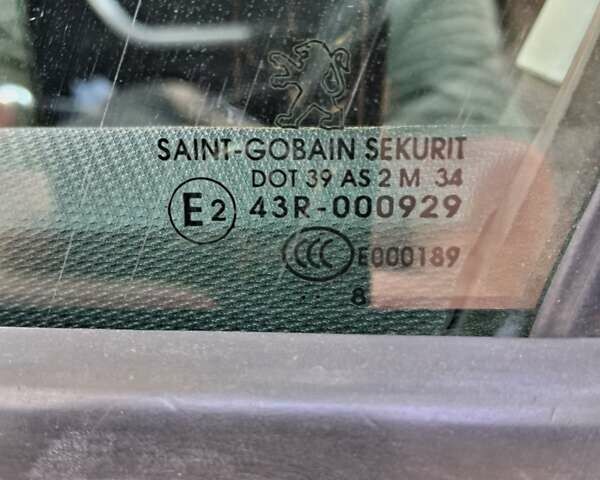 SAINT-GOBAIN SEKURIT
DOT 39 AS 2 M 34
E2 43R-000929
CCC E000189
.. 8